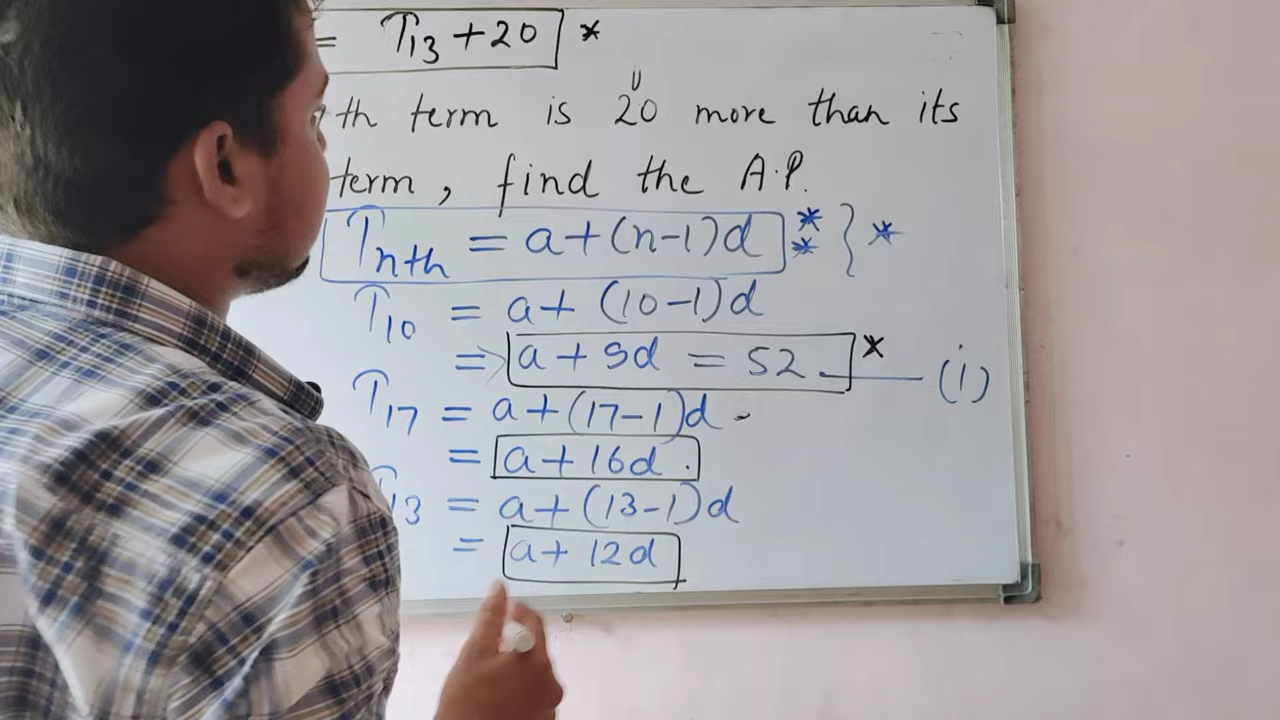 = T13 + 20 *
th term is 20 more than its
term, find the A.P.
Tnth = a+(n-1)d ** } *
T10 = a+ (10-1)d
=> a + 9d = 52 * (i)
T17 = a+(17-1)d
= a+ 16d .
13 = a+(13-1)d
= a+ 12d